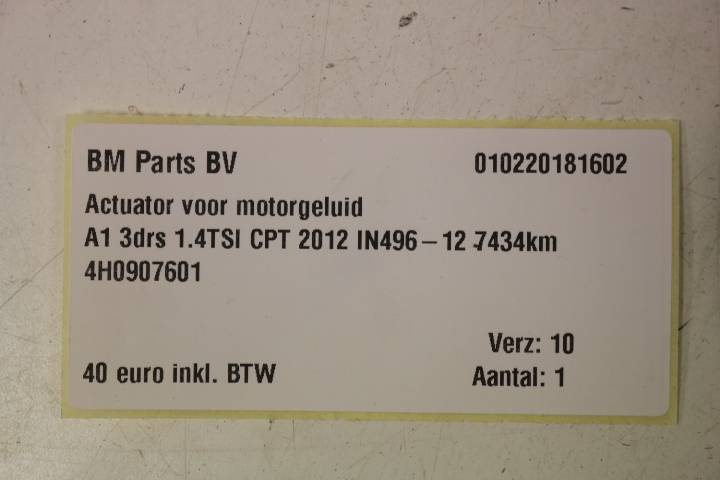 BM Parts BV 010220181602
Actuator voor motorgeluid
A1 3drs 1.4TSI CPT 2012 IN496-12 7434km
4H0907601
Verz: 10
40 euro inkl. BTW Aantal: 1